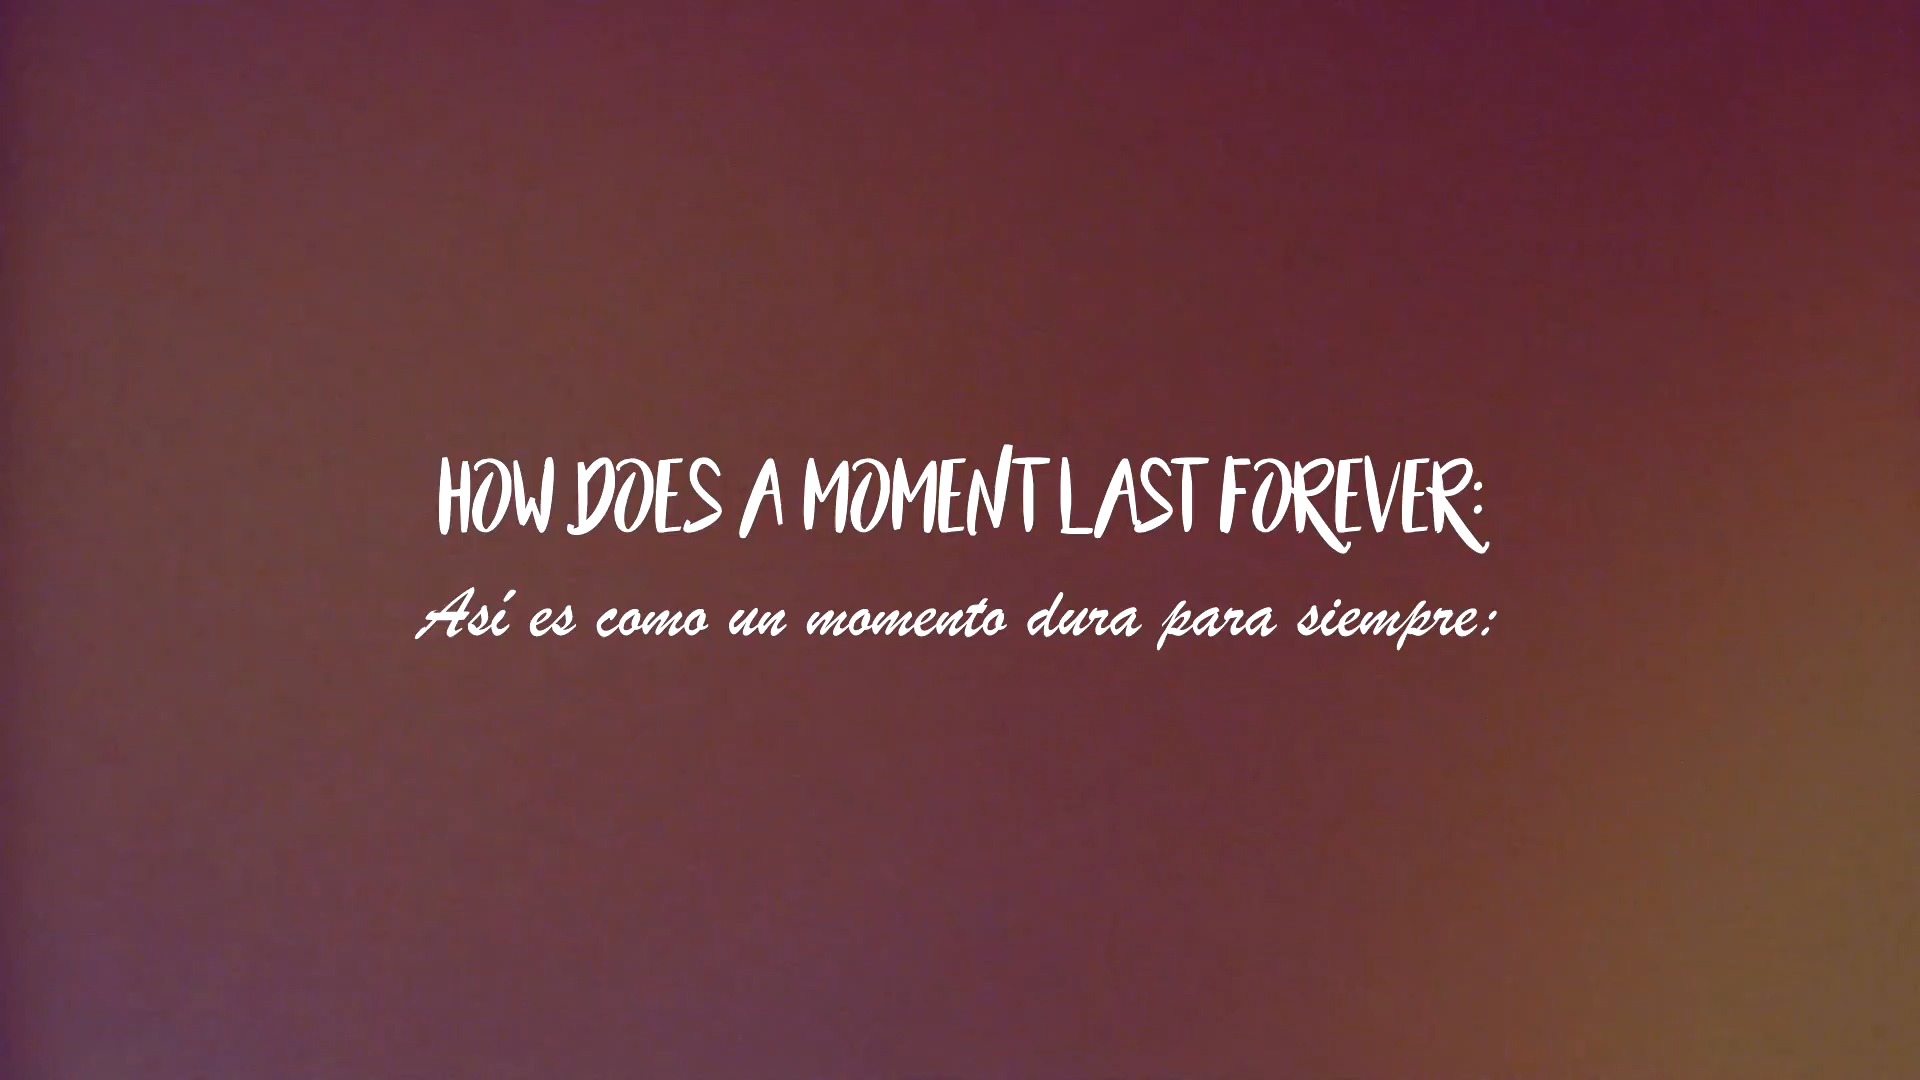 HOW DOES A MOMENT LAST FOREVER:
Así es como un momento dura para siempre: